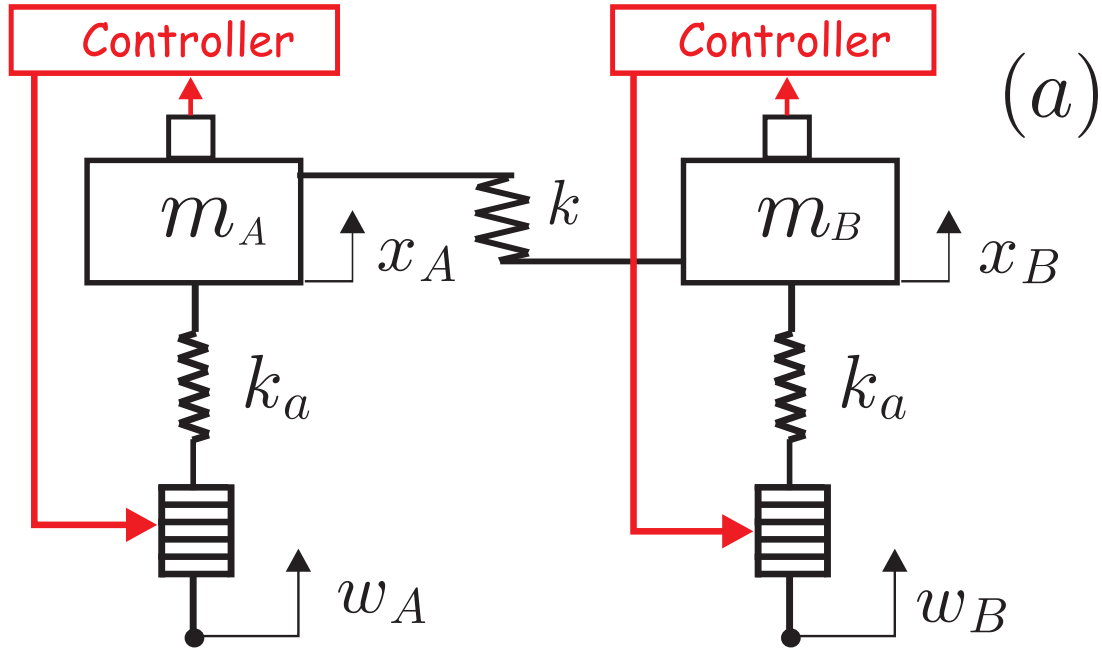 Controller
Controller
(a)
m_A
k
m_B
x_A
x_B
k_a
k_a
w_A
w_B